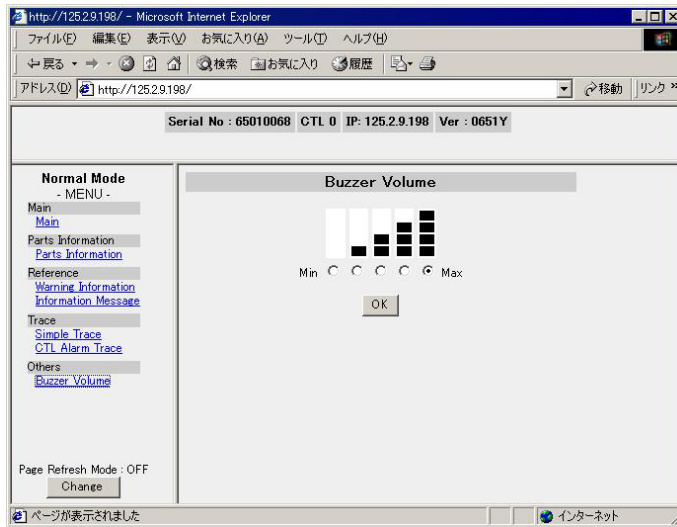 http://125.2.9.198/ - Microsoft Internet Explorer
ファイル(F) 編集(E) 表示(V) お気に入り(A) ツール(T) ヘルプ(H)
戻る 検索 お気に入り 履歴
アドレス(D) http://125.2.9.198/ 移動 リンク »
Serial No : 65010068 CTL 0 IP: 125.2.9.198 Ver : 0651Y
Normal Mode
- MENU -
Main
Main
Parts Information
Parts Information
Reference
Warning Information
Information Message
Trace
Simple Trace
CTL Alarm Trace
Others
Buzzer Volume
Page Refresh Mode : OFF
Change
Buzzer Volume
Min Max
OK
ページが表示されました インターネット